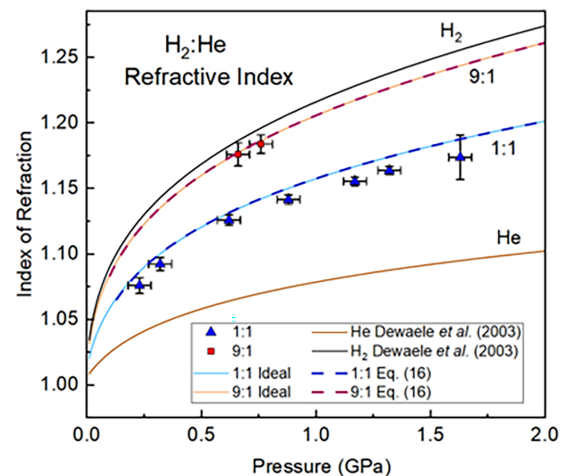 H₂:He
Refractive Index
H₂
9:1
1:1
He
Index of Refraction
1.25
1.20
1.15
1.10
1.05
1.00
1:1
9:1
1:1 Ideal
9:1 Ideal
He Dewaele et al. (2003)
H₂ Dewaele et al. (2003)
1:1 Eq. (16)
9:1 Eq. (16)
0.0 0.5 1.0 1.5 2.0
Pressure (GPa)